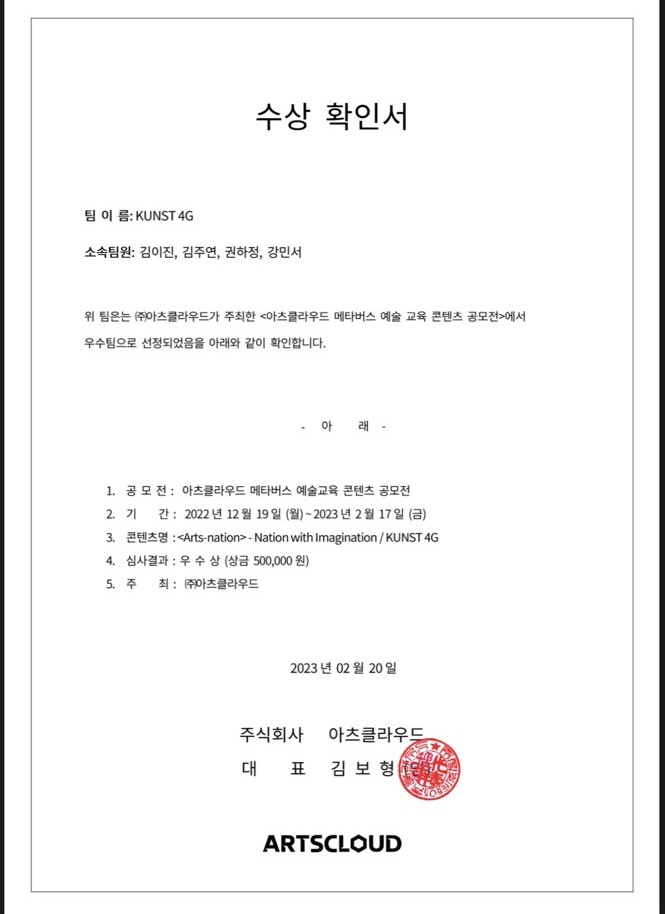 수상 확인서
팀 이 름: KUNST 4G
소속팀원: 김이진, 김주연, 권하정, 강민서
위 팀은는 ㈜아츠클라우드가 주최한 <아츠클라우드 메타버스 예술 교육 콘텐츠 공모전>에서
우수팀으로 선정되었음을 아래와 같이 확인합니다.
- 아 래 -
1. 공 모 전 : 아츠클라우드 메타버스 예술교육 콘텐츠 공모전
2. 기 간 : 2022 년 12 월 19 일 (월) ~ 2023 년 2 월 17 일 (금)
3. 콘텐츠명 : <Arts-nation> - Nation with Imagination / KUNST 4G
4. 심사결과 : 우 수 상 (상금 500,000 원)
5. 주 최 : ㈜아츠클라우드
2023 년 02 월 20 일
주식회사 아츠클라우드
대 표 김 보 형 (인)
ARTSCLOUD